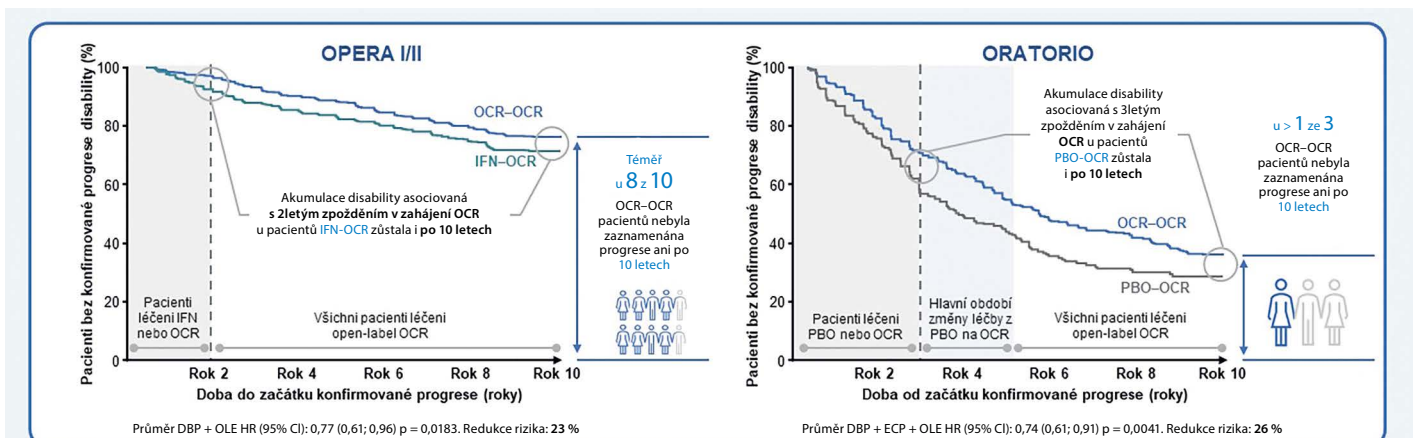 OPERA I/II
Pacienti bez konfirmované progrese disability (%)
100
80
60
40
20
0
OCR–OCR
IFN–OCR
Akumulace disability asociovaná
s 2letým zpožděním v zahájení OCR
u pacientů IFN-OCR zůstala i po 10 letech
Pacienti
léčeni IFN
nebo OCR
Všichni pacienti léčeni
open-label OCR
Rok 2
Rok 4
Rok 6
Rok 8
Rok 10
Doba do začátku konfirmované progrese (roky)
Téměř
u 8 z 10
OCR–OCR
pacientů nebyla
zaznamenána
progrese ani po
10 letech
Průměr DBP + OLE HR (95% CI): 0,77 (0,61; 0,96) p = 0,0183. Redukce rizika: 23 %
ORATORIO
Pacienti bez konfirmované progrese disability (%)
100
80
60
40
20
0
Akumulace disability
asociovaná s 3letým
zpožděním v zahájení
OCR u pacientů
PBO-OCR zůstala
i po 10 letech
OCR–OCR
PBO–OCR
Pacienti léčeni
PBO nebo OCR
Hlavní období
změny léčby z
PBO na OCR
Všichni pacienti léčeni
open-label OCR
Rok 2
Rok 4
Rok 6
Rok 8
Rok 10
Doba od začátku konfirmované progrese (roky)
u > 1 ze 3
OCR–OCR
pacientů nebyla
zaznamenána
progrese ani po
10 letech
Průměr DBP + ECP + OLE HR (95% CI): 0,74 (0,61; 0,91) p = 0,0041. Redukce rizika: 26 %